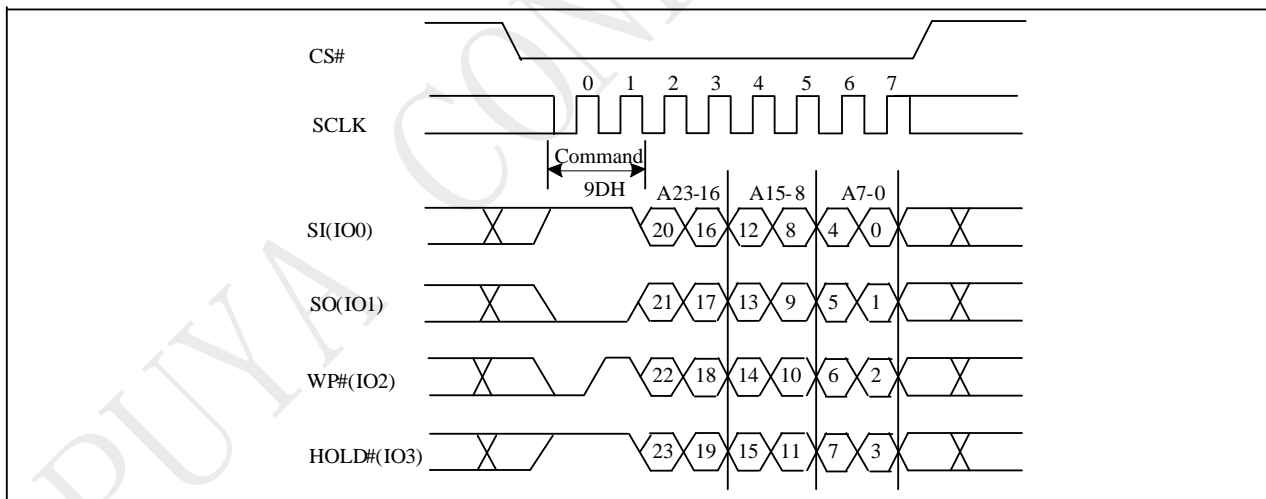 PUYA CON
CS#
0 1 2 3 4 5 6 7
SCLK
Command
9DH
A23-16 A15-8 A7-0
SI(IO0)
20 16 12 8 4 0
SO(IO1)
21 17 13 9 5 1
WP#(IO2)
22 18 14 10 6 2
HOLD#(IO3)
23 19 15 11 7 3